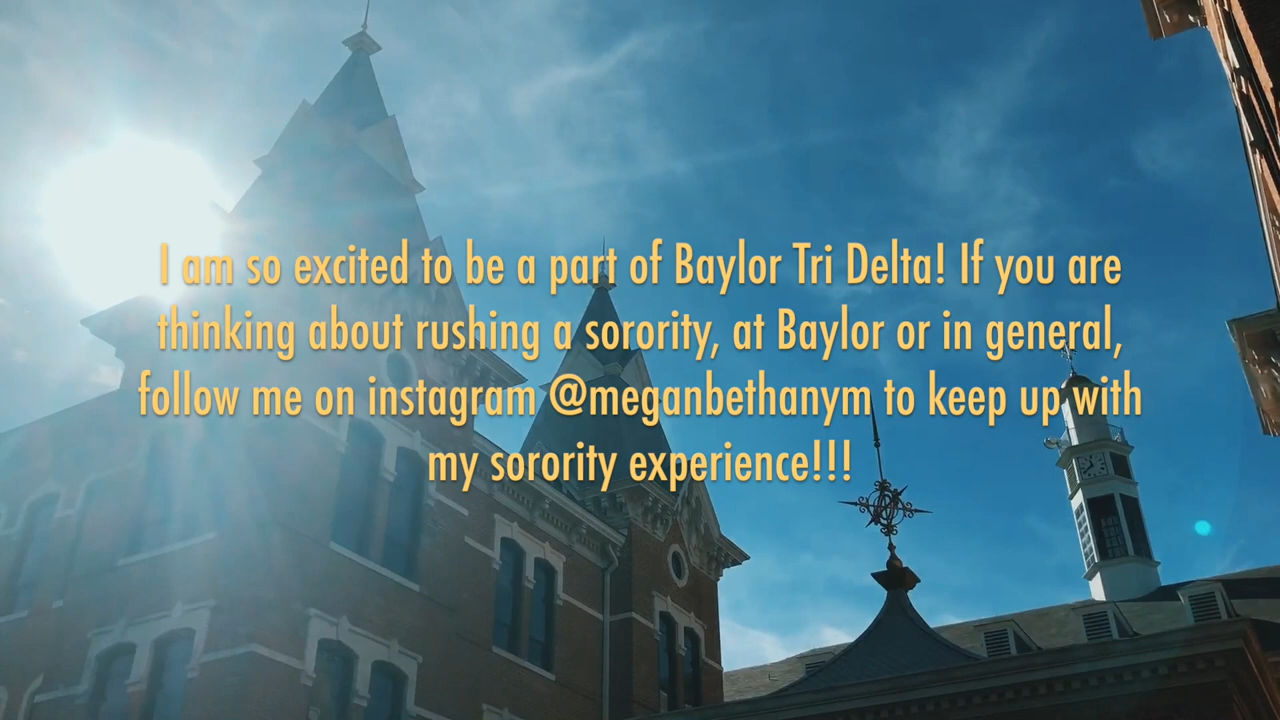 I am so excited to be a part of Baylor Tri Delta! If you are
thinking about rushing a sorority, at Baylor or in general,
follow me on instagram @meganbethanym to keep up with
my sorority experience!!!